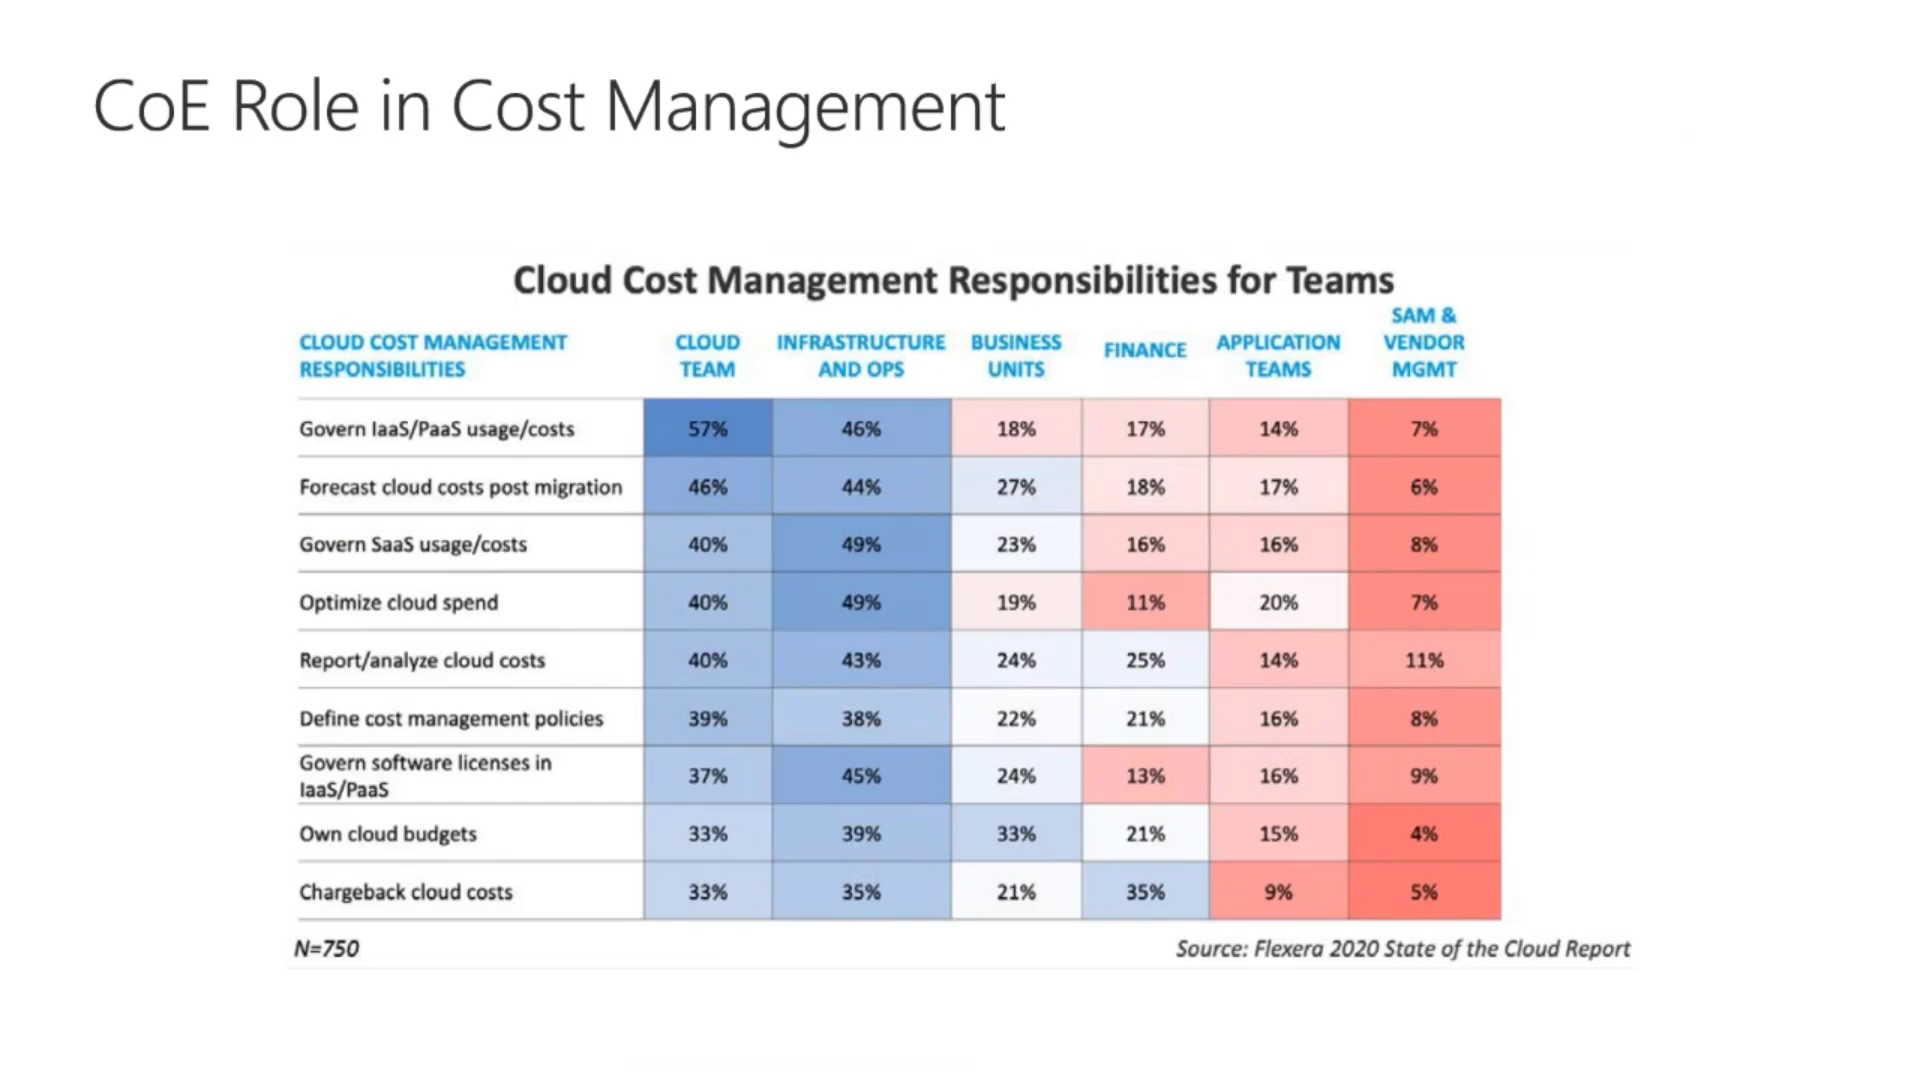 CoE Role in Cost Management
Cloud Cost Management Responsibilities for Teams
CLOUD COST MANAGEMENT
RESPONSIBILITIES
CLOUD
TEAM
INFRASTRUCTURE
AND OPS
BUSINESS
UNITS
FINANCE
APPLICATION
TEAMS
SAM &
VENDOR
MGMT
Govern IaaS/PaaS usage/costs 57% 46% 18% 17% 14% 7%
Forecast cloud costs post migration 46% 44% 27% 18% 17% 6%
Govern SaaS usage/costs 40% 49% 23% 16% 16% 8%
Optimize cloud spend 40% 49% 19% 11% 20% 7%
Report/analyze cloud costs 40% 43% 24% 25% 14% 11%
Define cost management policies 39% 38% 22% 21% 16% 8%
Govern software licenses in
IaaS/PaaS 37% 45% 24% 13% 16% 9%
Own cloud budgets 33% 39% 33% 21% 15% 4%
Chargeback cloud costs 33% 35% 21% 35% 9% 5%
N=750
Source: Flexera 2020 State of the Cloud Report